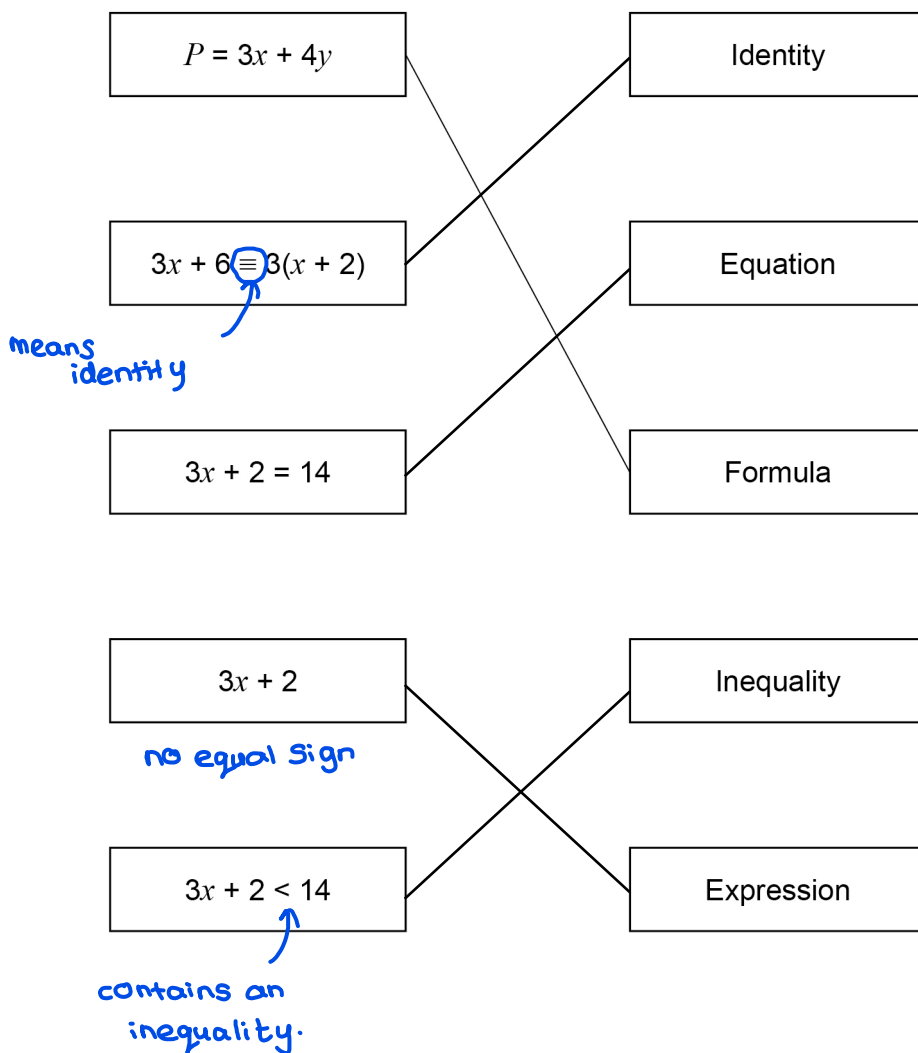 P = 3x + 4y
Identity
3x + 6 ≡ 3(x + 2)
Equation
means
identity
3x + 2 = 14
Formula
3x + 2
Inequality
no equal sign
3x + 2 < 14
Expression
contains an
inequality.